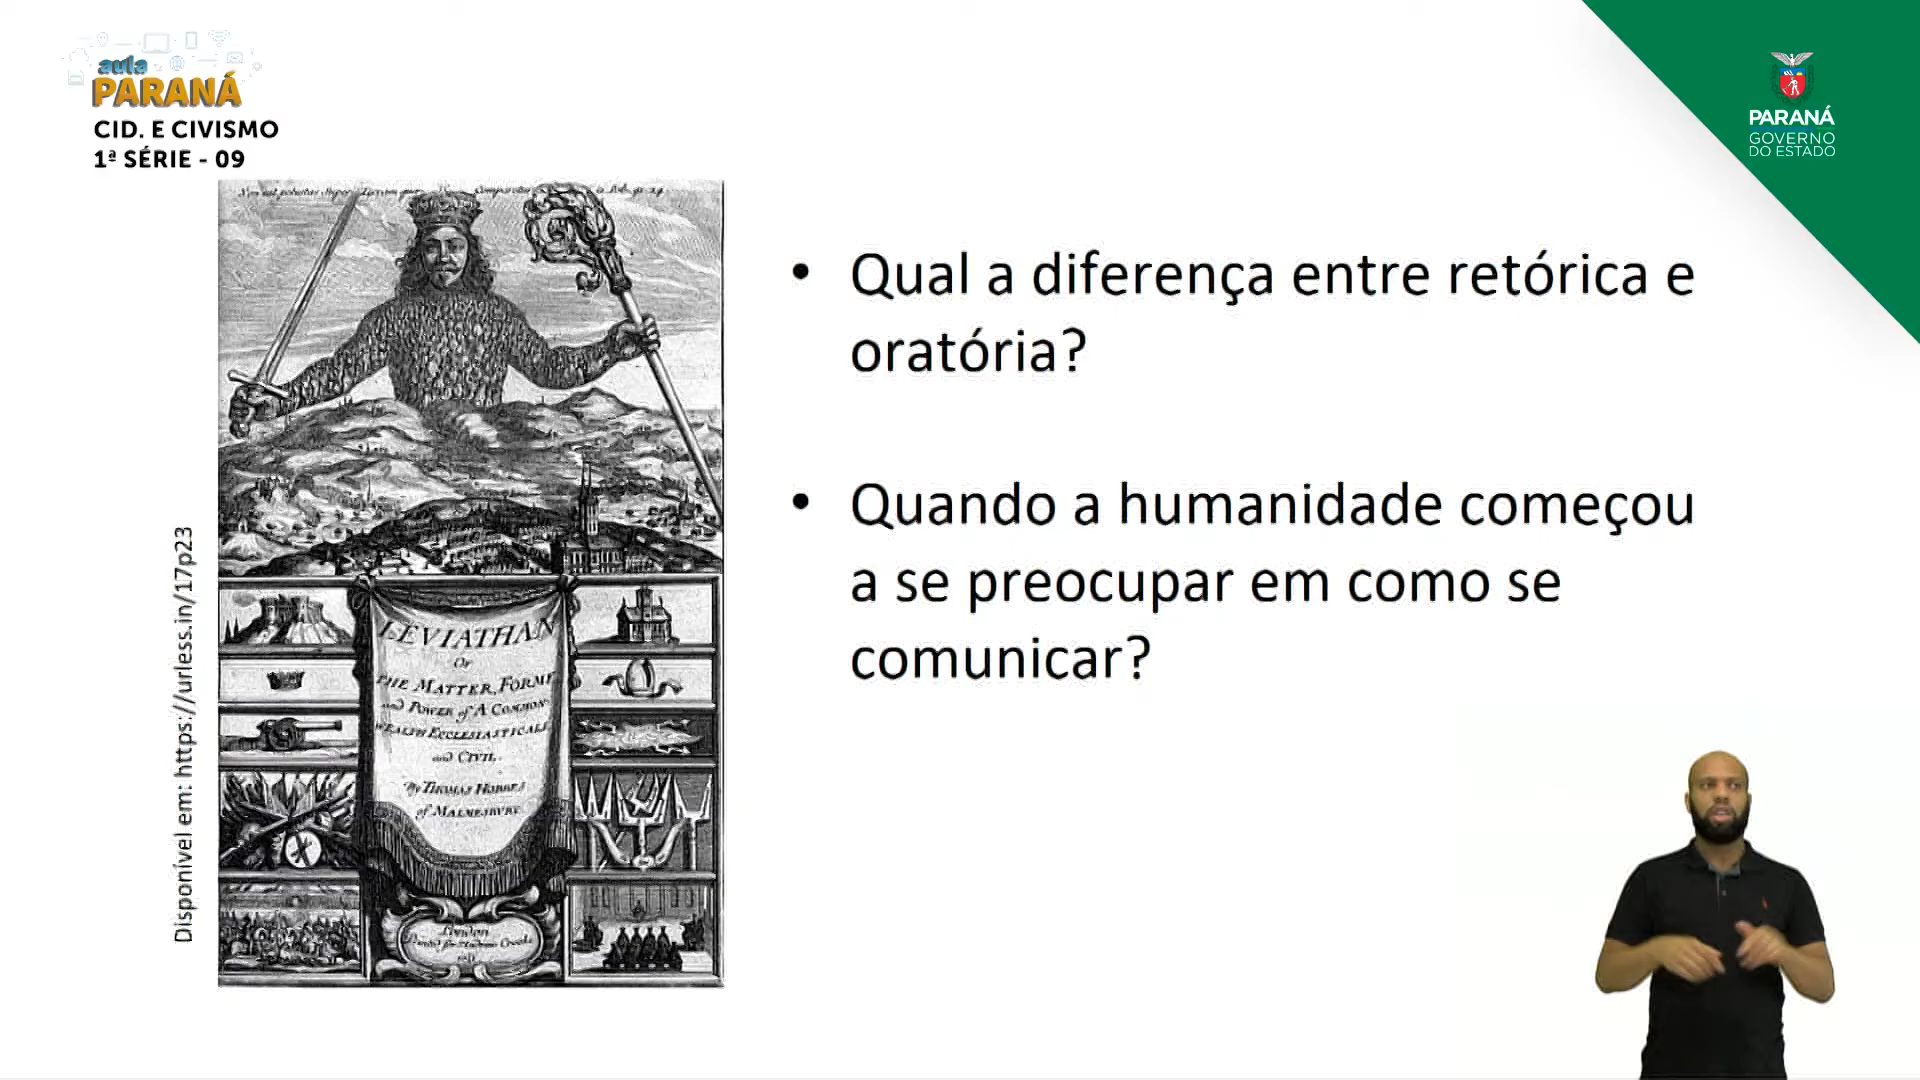 aula
PARANÁ
CID. E CIVISMO
1ª SÉRIE - 09
PARANÁ
GOVERNO
DO ESTADO
Qual a diferença entre retórica e
oratória?
Quando a humanidade começou
a se preocupar em como se
comunicar?
Disponível em: https://urless.in/17p23
LEVIATHAN
Or
THE MATTER, FORME
and POWER of A COMMON
WEALTH ECCLESIASTICALL
and CIVIL.
By THOMAS HOBBES
of MALMESBURY.
London